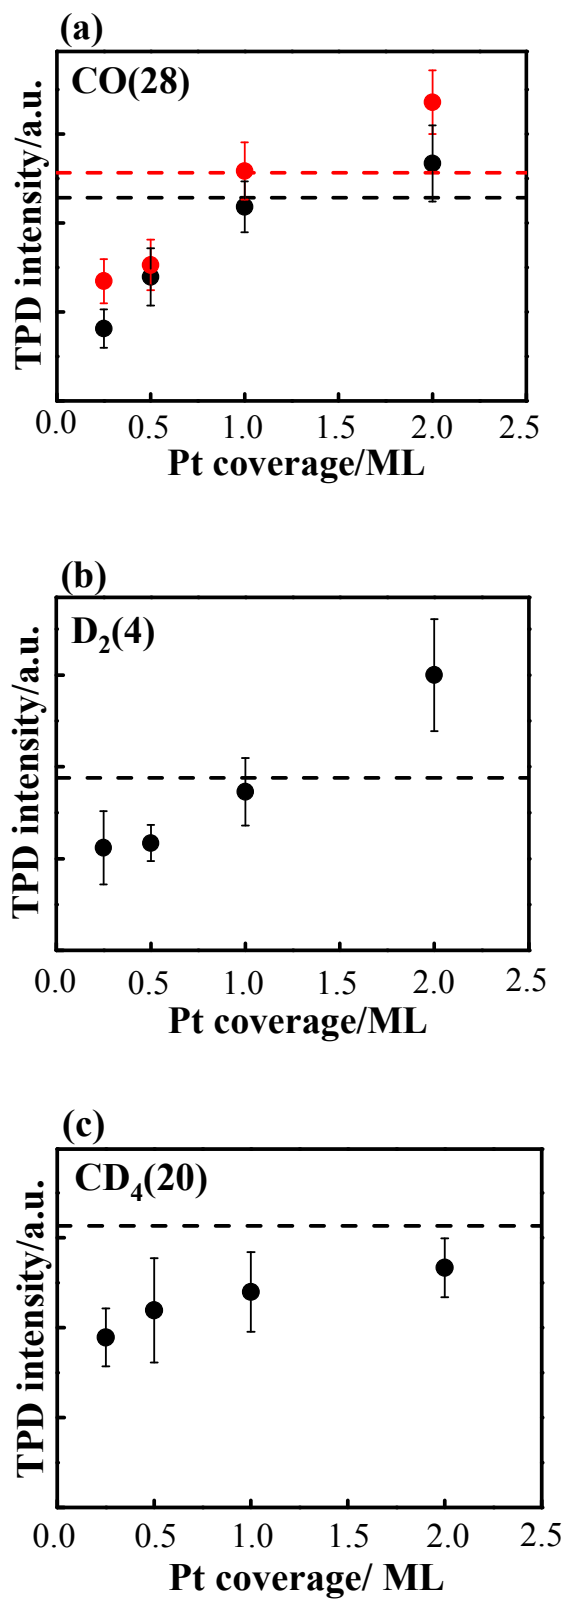 (a)
CO(28)
TPD intensity/a.u.
0.0 0.5 1.0 1.5 2.0 2.5
Pt coverage/ML
(b)
D₂(4)
TPD intensity/a.u.
0.0 0.5 1.0 1.5 2.0 2.5
Pt coverage/ML
(c)
CD₄(20)
TPD intensity/a.u.
0.0 0.5 1.0 1.5 2.0 2.5
Pt coverage/ ML